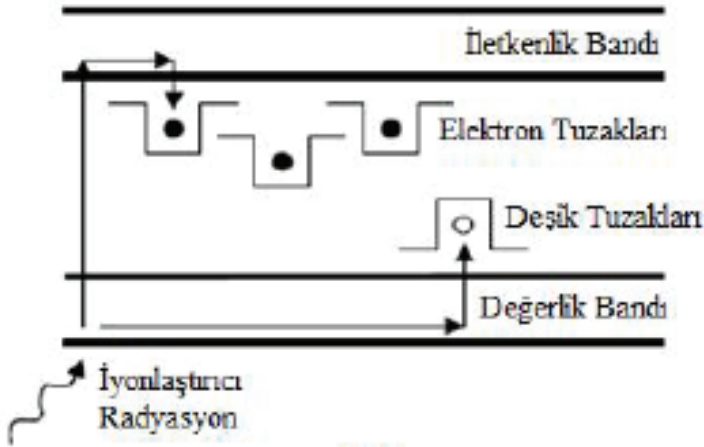 İletkenlik Bandı
Elektron Tuzakları
Deşik Tuzakları
Değerlik Bandı
İyonlaştırıcı
Radyasyon